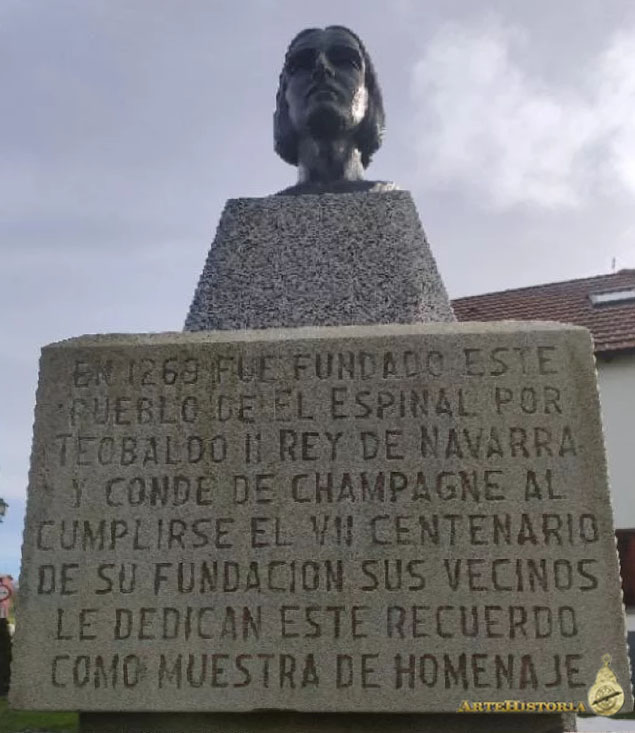 EN 1269 FUE FUNDADO ESTE
PUEBLO DE EL ESPINAL POR
TEOBALDO II REY DE NAVARRA
Y CONDE DE CHAMPAGNE AL
CUMPLIRSE EL VII CENTENARIO
DE SU FUNDACION SUS VECINOS
LE DEDICAN ESTE RECUERDO
COMO MUESTRA DE HOMENAJE
ARTEHISTORIA